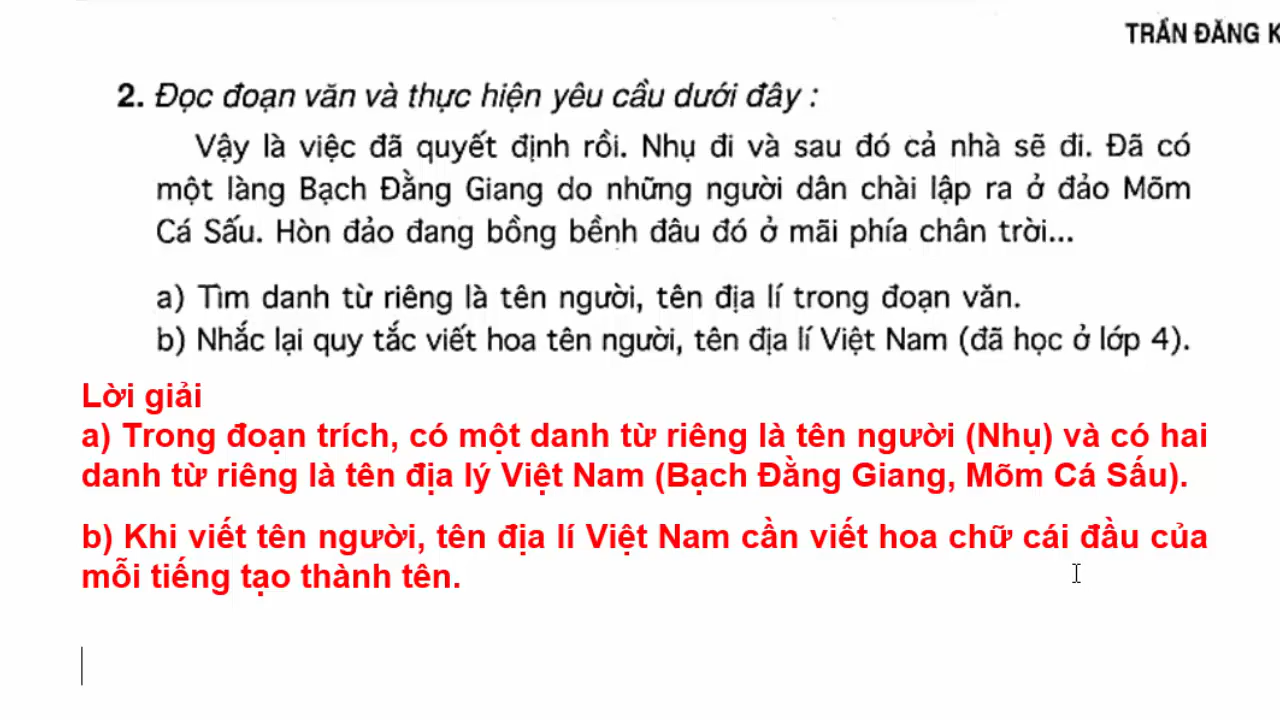 TRẦN ĐĂNG K
2. Đọc đoạn văn và thực hiện yêu cầu dưới đây :
Vậy là việc đã quyết định rồi. Nhụ đi và sau đó cả nhà sẽ đi. Đã có
một làng Bạch Đằng Giang do những người dân chài lập ra ở đảo Mõm
Cá Sấu. Hòn đảo đang bồng bềnh đâu đó ở mãi phía chân trời...
a) Tìm danh từ riêng là tên người, tên địa lí trong đoạn văn.
b) Nhắc lại quy tắc viết hoa tên người, tên địa lí Việt Nam (đã học ở lớp 4).
Lời giải
a) Trong đoạn trích, có một danh từ riêng là tên người (Nhụ) và có hai
danh từ riêng là tên địa lý Việt Nam (Bạch Đằng Giang, Mõm Cá Sấu).
b) Khi viết tên người, tên địa lí Việt Nam cần viết hoa chữ cái đầu của
mỗi tiếng tạo thành tên.